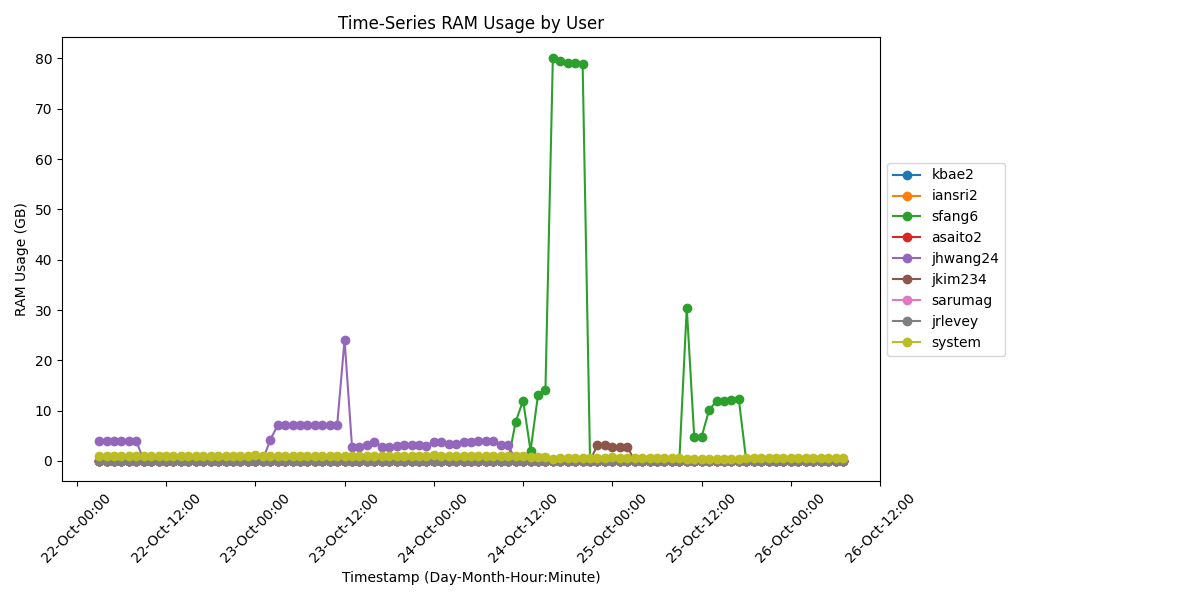 Time-Series RAM Usage by User
RAM Usage (GB)
80
70
60
50
40
30
20
10
0
22-Oct-00:00
22-Oct-12:00
23-Oct-00:00
23-Oct-12:00
24-Oct-00:00
24-Oct-12:00
25-Oct-00:00
25-Oct-12:00
26-Oct-00:00
26-Oct-12:00
Timestamp (Day-Month-Hour:Minute)
kbae2
iansri2
sfang6
asaito2
jhwang24
jkim234
sarumag
jrlevey
system